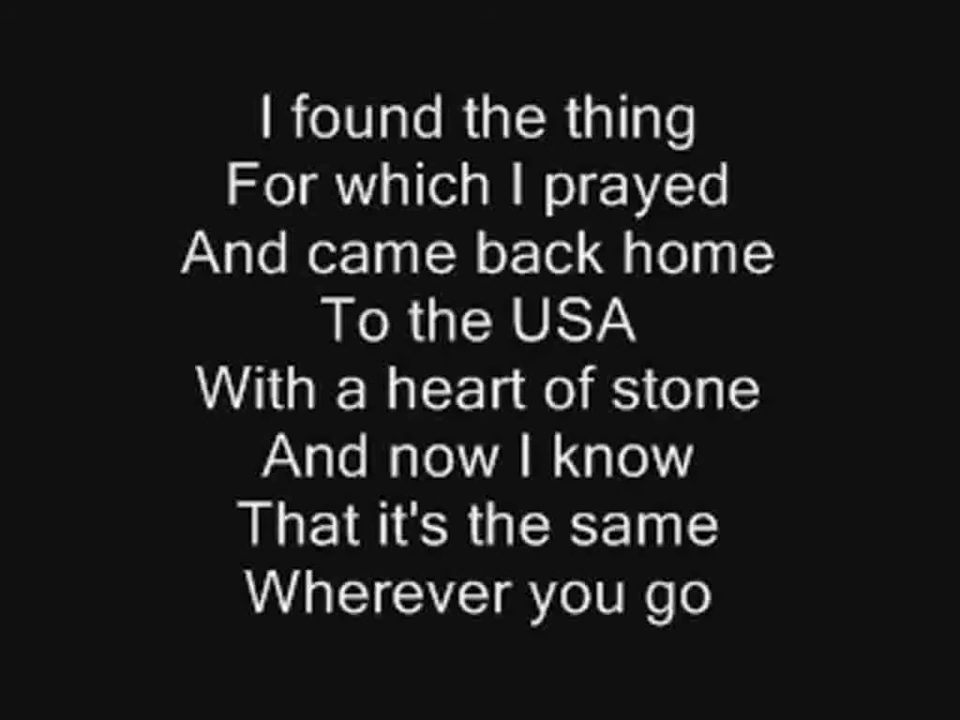 I found the thing
For which I prayed
And came back home
To the USA
With a heart of stone
And now I know
That it's the same
Wherever you go